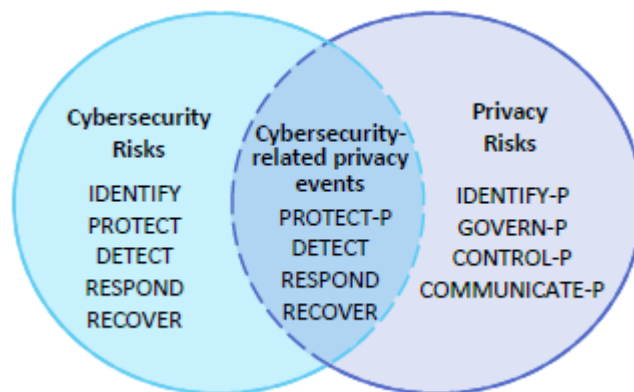 Cybersecurity
Risks
IDENTIFY
PROTECT
DETECT
RESPOND
RECOVER
Cybersecurity-
related privacy
events
PROTECT-P
DETECT
RESPOND
RECOVER
Privacy
Risks
IDENTIFY-P
GOVERN-P
CONTROL-P
COMMUNICATE-P